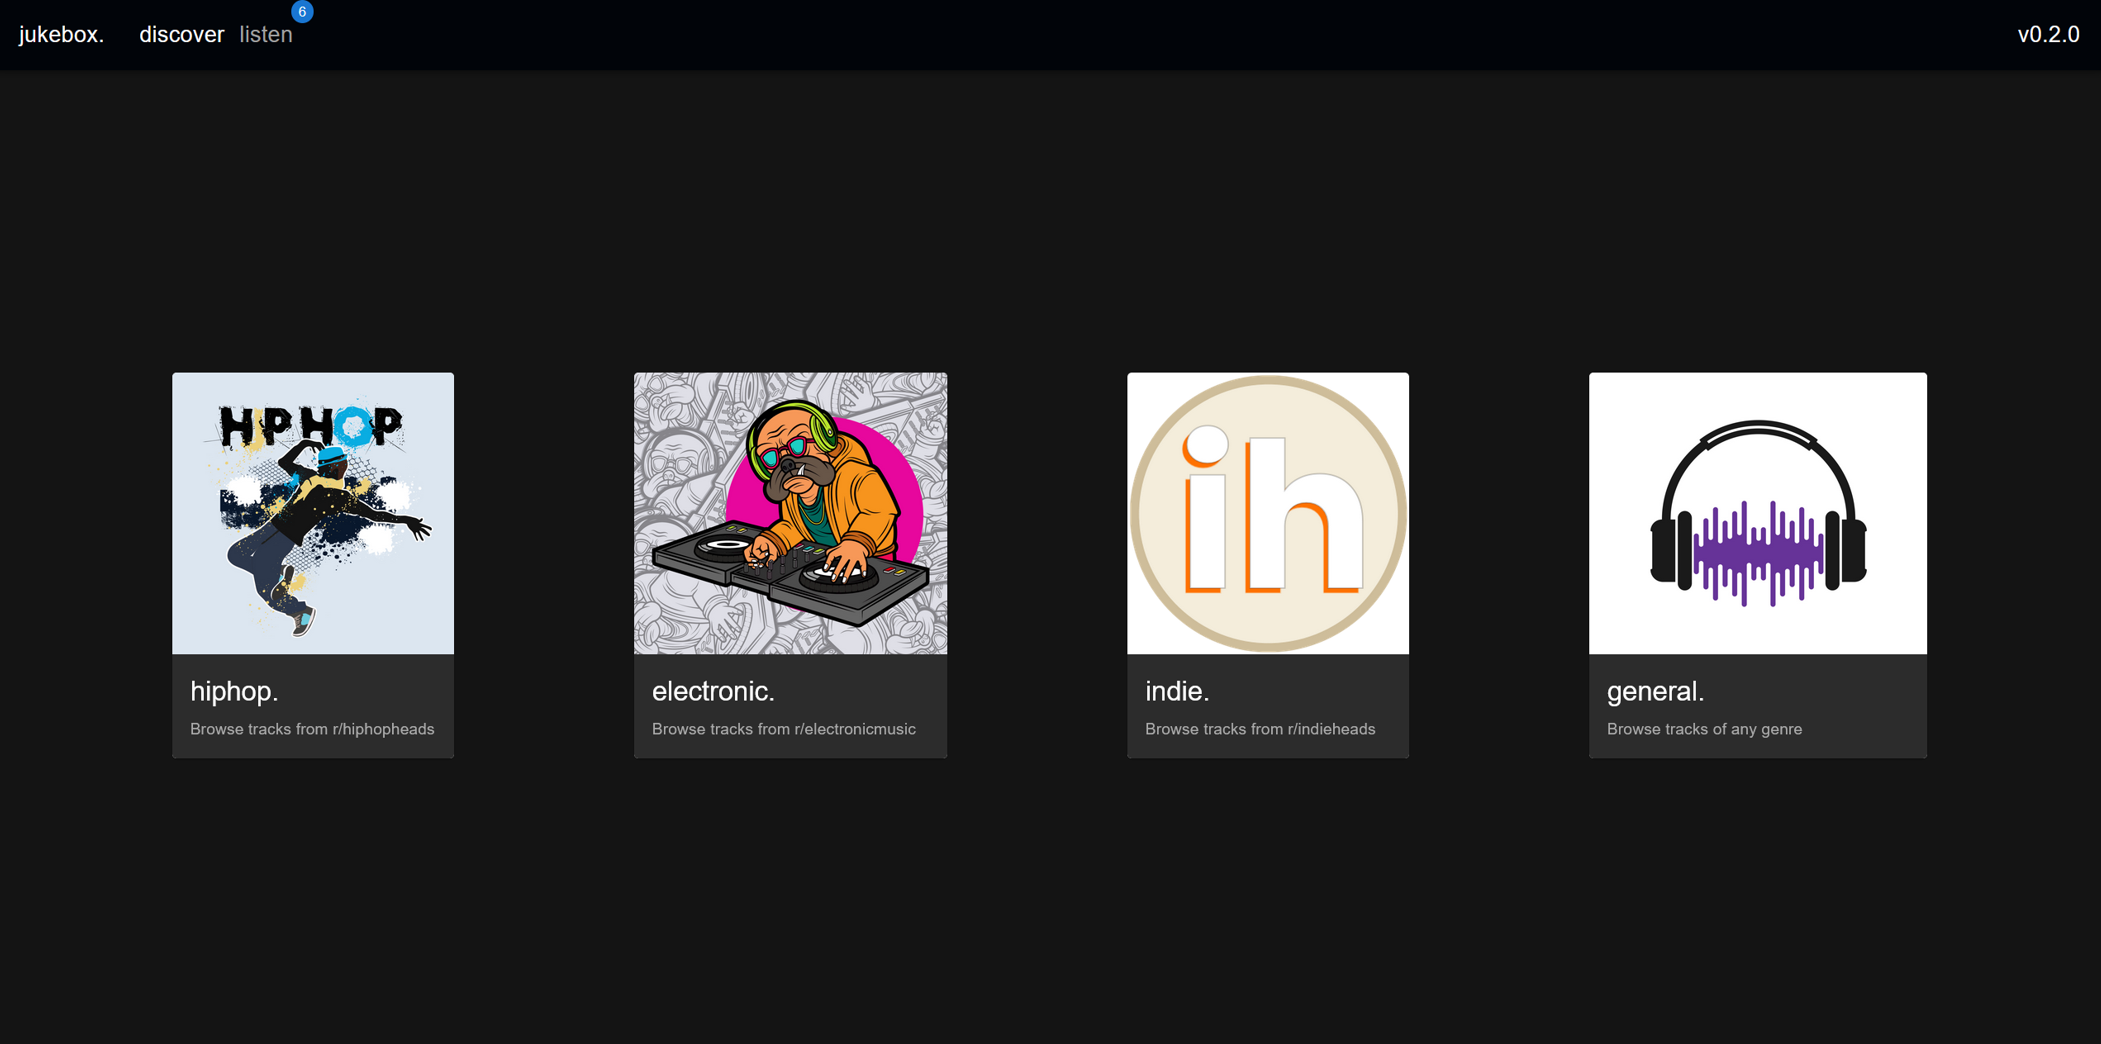 6
jukebox. discover listen v0.2.0
HIPHOP
ih
hiphop.
Browse tracks from r/hiphopheads
electronic.
Browse tracks from r/electronicmusic
indie.
Browse tracks from r/indieheads
general.
Browse tracks of any genre